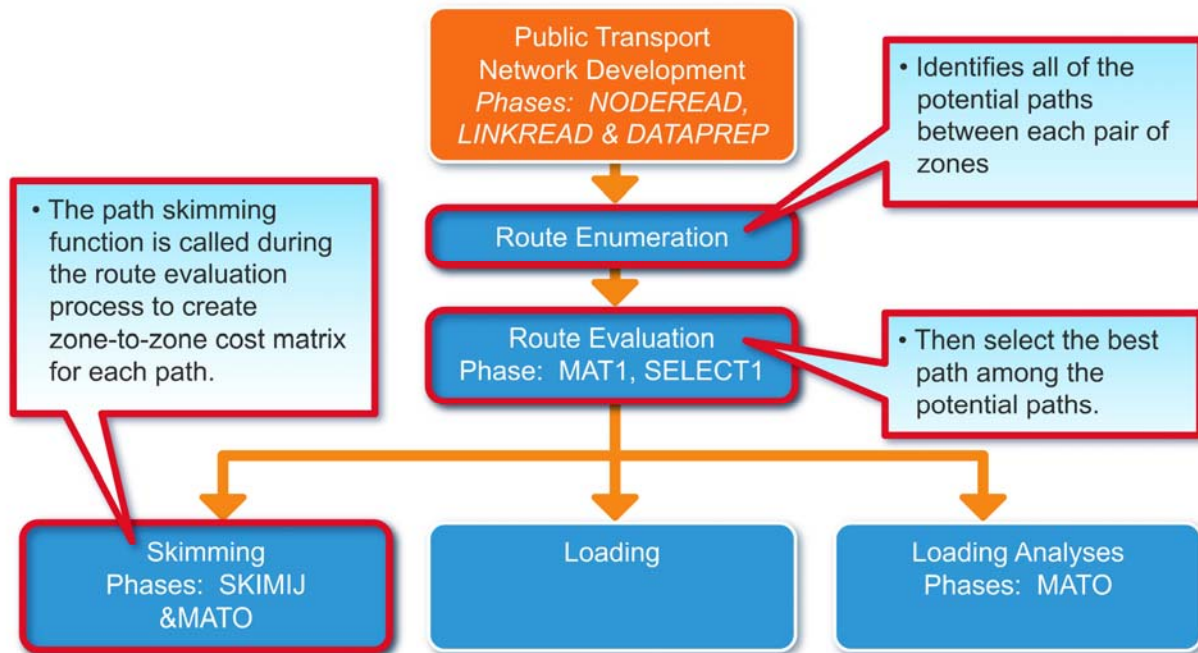 Public Transport
Network Development
Phases: NODEREAD,
LINKREAD & DATAPREP
• Identifies all of the
potential paths
between each pair of
zones
Route Enumeration
• The path skimming
function is called during
the route evaluation
process to create
zone-to-zone cost matrix
for each path.
Route Evaluation
Phase: MAT1, SELECT1
• Then select the best
path among the
potential paths.
Skimming
Phases: SKIMIJ
&MATO
Loading
Loading Analyses
Phases: MATO